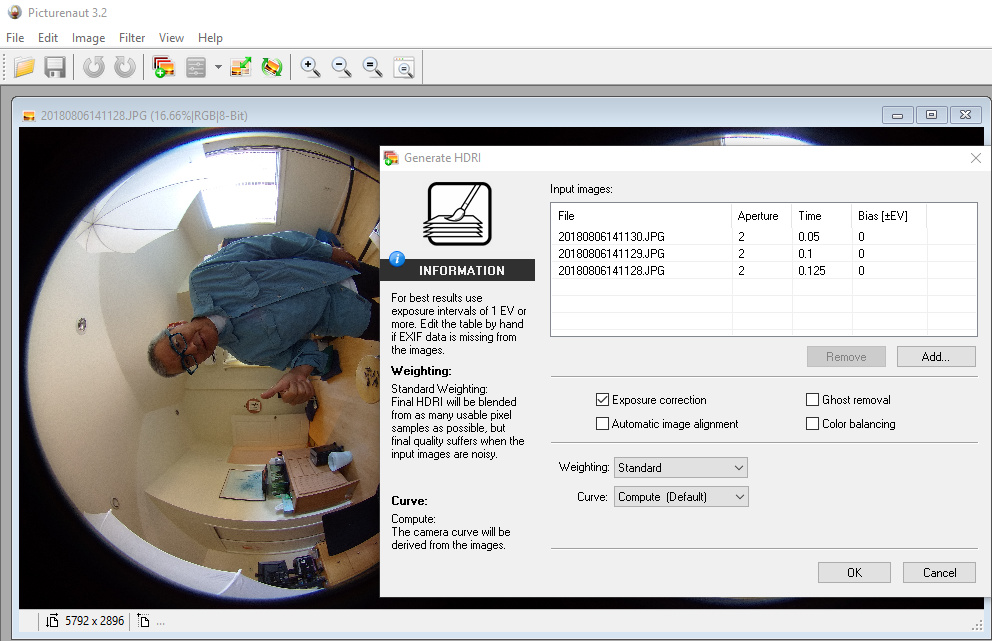 Picturenaut 3.2
File Edit Image Filter View Help
20180806141128.JPG (16.66%|RGB|8-Bit)
Generate HDRI
INFORMATION
For best results use
exposure intervals of 1 EV or
more. Edit the table by hand
if EXIF data is missing from
the images.
Weighting:
Standard Weighting:
Final HDRI will be blended
from as many usable pixel
samples as possible, but
final quality suffers when the
input images are noisy.
Curve:
Compute:
The camera curve will be
derived from the images.
Input images:
File Aperture Time Bias [±EV]
20180806141130.JPG 2 0.05 0
20180806141129.JPG 2 0.1 0
20180806141128.JPG 2 0.125 0
Remove Add...
Exposure correction Ghost removal
Automatic image alignment Color balancing
Weighting: Standard
Curve: Compute (Default)
OK Cancel
5792 x 2896 ...